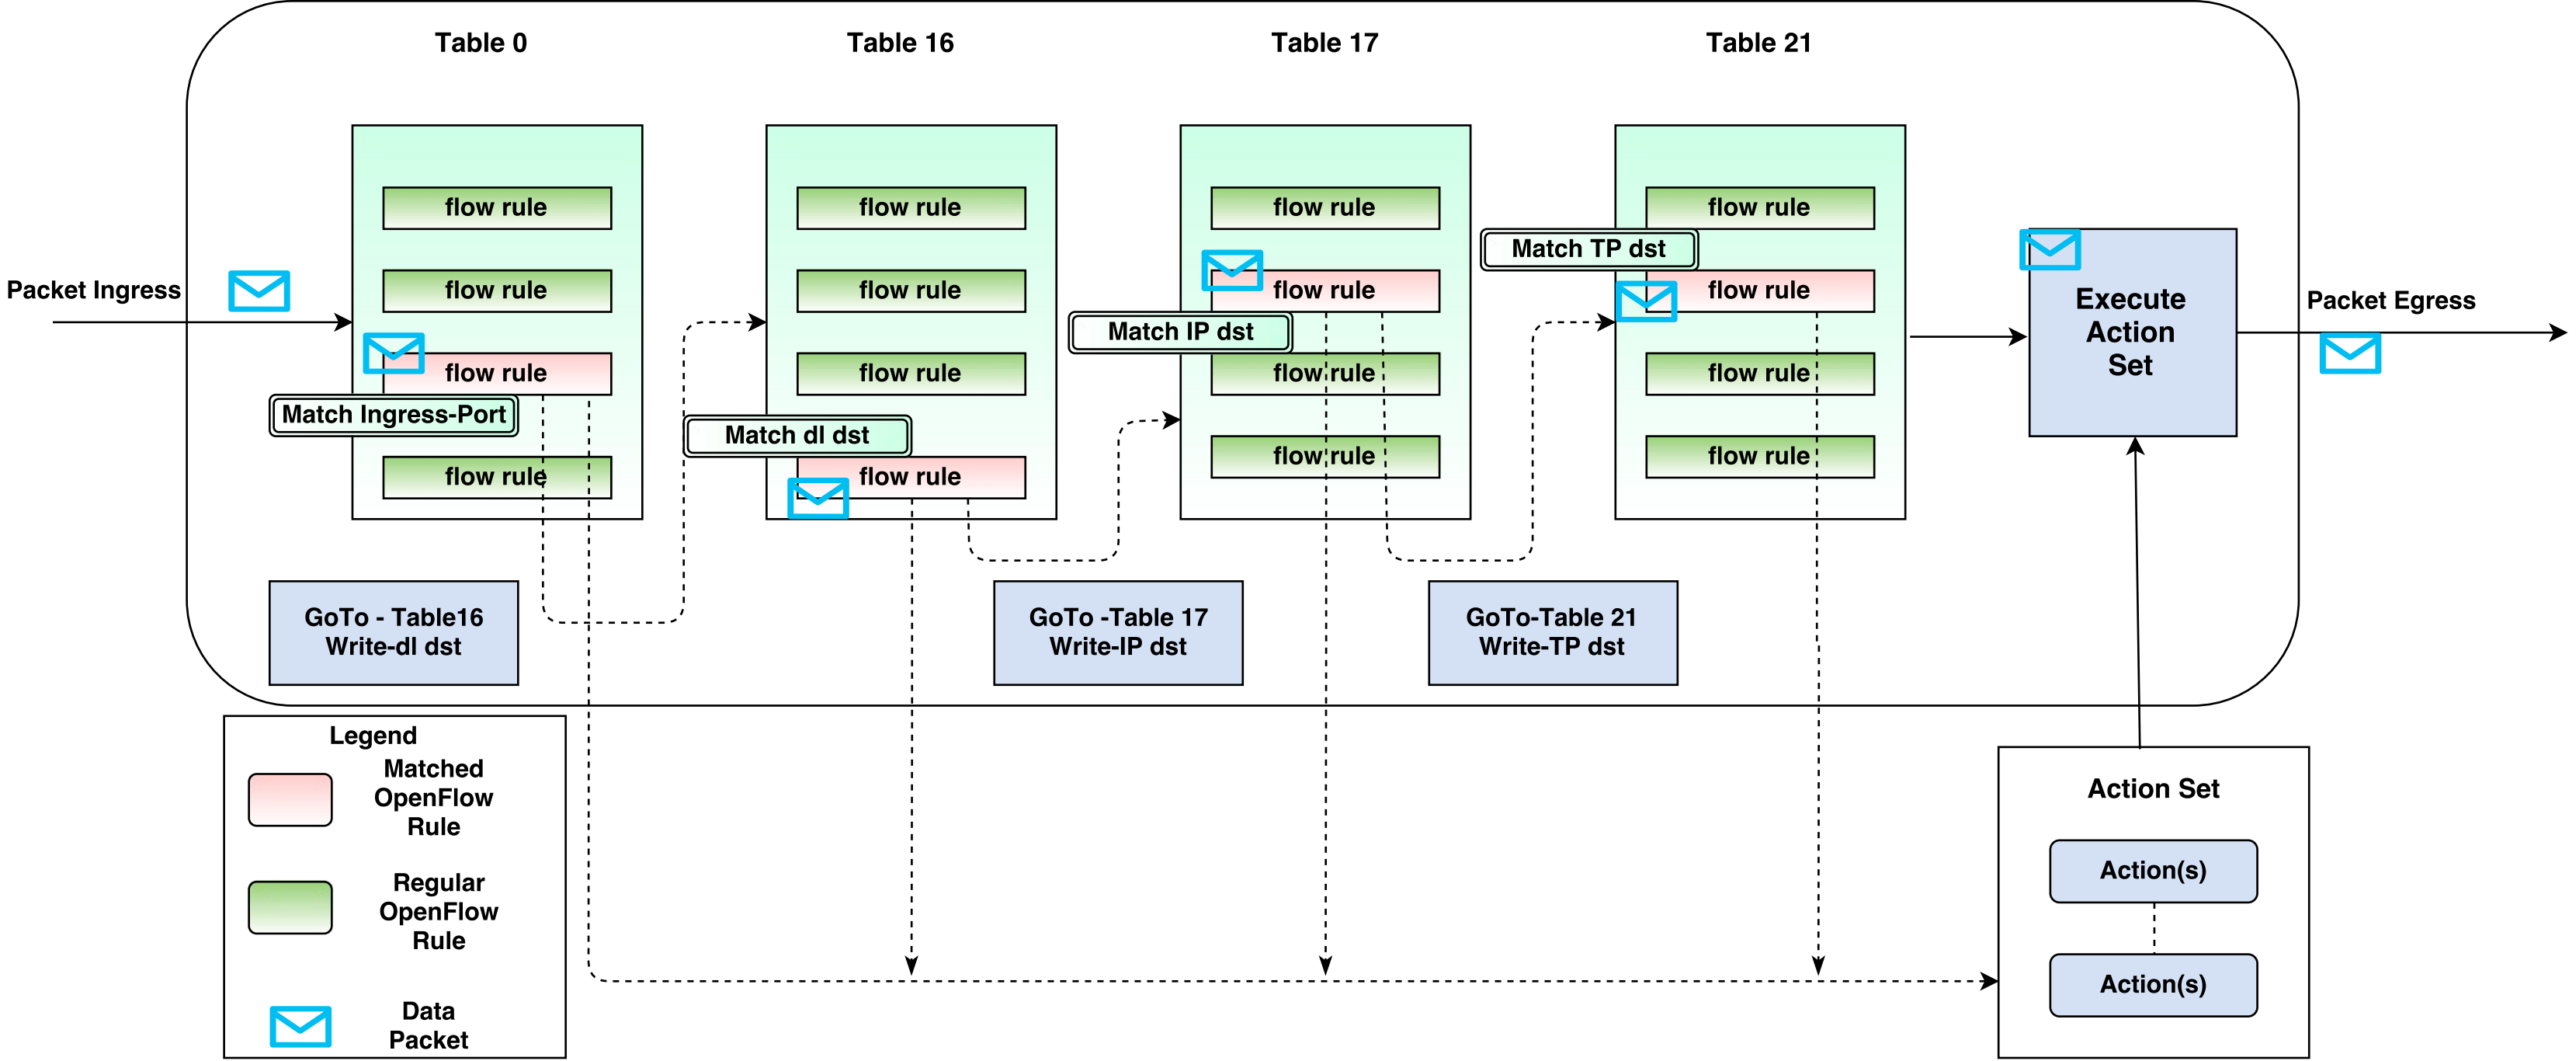 Table 0
Table 16
Table 17
Table 21
flow rule
flow rule
flow rule
flow rule
Match TP dst
Packet Ingress
flow rule
flow rule
flow rule
flow rule
Execute
Action
Set
Packet Egress
Match IP dst
flow rule
flow rule
flow rule
flow rule
Match Ingress-Port
Match dl dst
flow rule
flow rule
flow rule
flow rule
GoTo - Table16
Write-dl dst
GoTo -Table 17
Write-IP dst
GoTo-Table 21
Write-TP dst
Legend
Matched
OpenFlow
Rule
Regular
OpenFlow
Rule
Data
Packet
Action Set
Action(s)
Action(s)